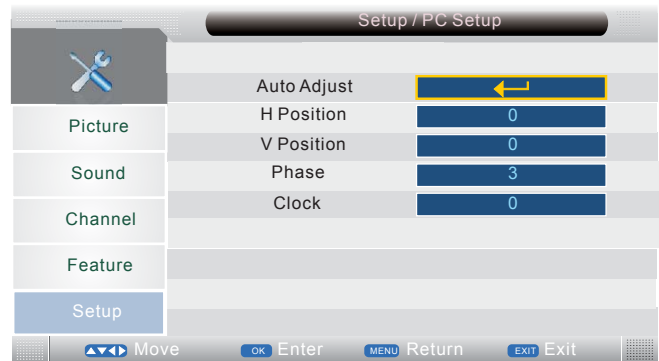 Setup / PC Setup
Auto Adjust
H Position 0
V Position 0
Phase 3
Clock 0
Picture
Sound
Channel
Feature
Setup
Move OK Enter MENU Return EXIT Exit